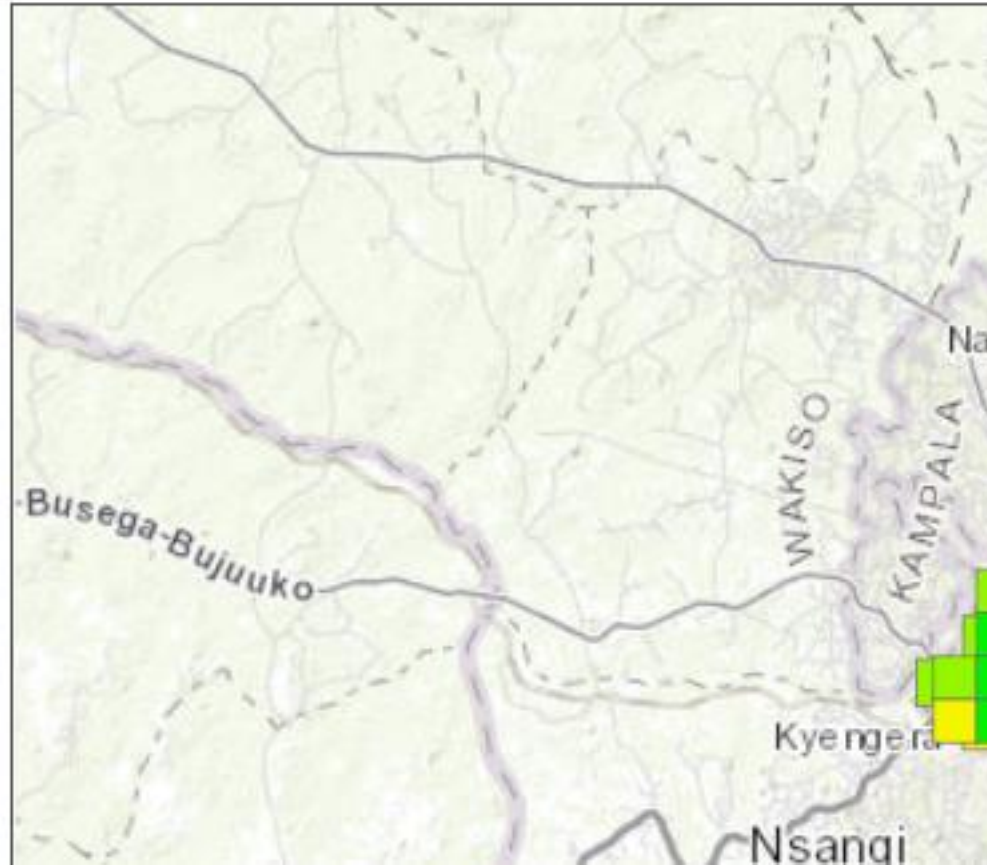 Na
WAKISO
KAMPALA
-Busega-Bujuuko
Kyengera
Nsangi